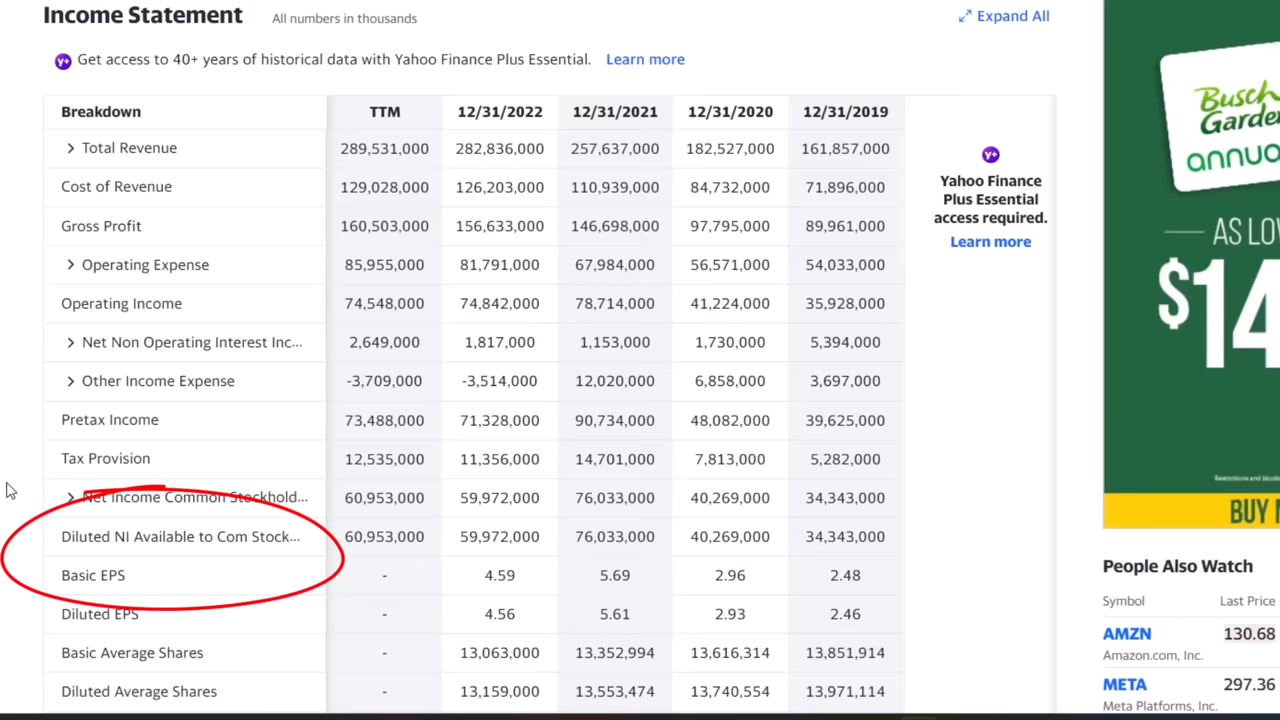 Income Statement All numbers in thousands Expand All
y+ Get access to 40+ years of historical data with Yahoo Finance Plus Essential. Learn more
Breakdown TTM 12/31/2022 12/31/2021 12/31/2020 12/31/2019
Total Revenue 289,531,000 282,836,000 257,637,000 182,527,000 161,857,000
Cost of Revenue 129,028,000 126,203,000 110,939,000 84,732,000 71,896,000
Gross Profit 160,503,000 156,633,000 146,698,000 97,795,000 89,961,000
Operating Expense 85,955,000 81,791,000 67,984,000 56,571,000 54,033,000
Operating Income 74,548,000 74,842,000 78,714,000 41,224,000 35,928,000
Net Non Operating Interest Inc... 2,649,000 1,817,000 1,153,000 1,730,000 5,394,000
Other Income Expense -3,709,000 -3,514,000 12,020,000 6,858,000 3,697,000
Pretax Income 73,488,000 71,328,000 90,734,000 48,082,000 39,625,000
Tax Provision 12,535,000 11,356,000 14,701,000 7,813,000 5,282,000
Net Income Common Stockhold... 60,953,000 59,972,000 76,033,000 40,269,000 34,343,000
Diluted NI Available to Com Stock... 60,953,000 59,972,000 76,033,000 40,269,000 34,343,000
Basic EPS - 4.59 5.69 2.96 2.48
Diluted EPS - 4.56 5.61 2.93 2.46
Basic Average Shares - 13,063,000 13,352,994 13,616,314 13,851,914
Diluted Average Shares - 13,159,000 13,553,474 13,740,554 13,971,114
y+
Yahoo Finance
Plus Essential
access required.
Learn more
Busch
Garde
annua
AS LO
$14
BUY
People Also Watch
Symbol Last Price
AMZN 130.68
Amazon.com, Inc.
META 297.36
Meta Platforms, Inc.